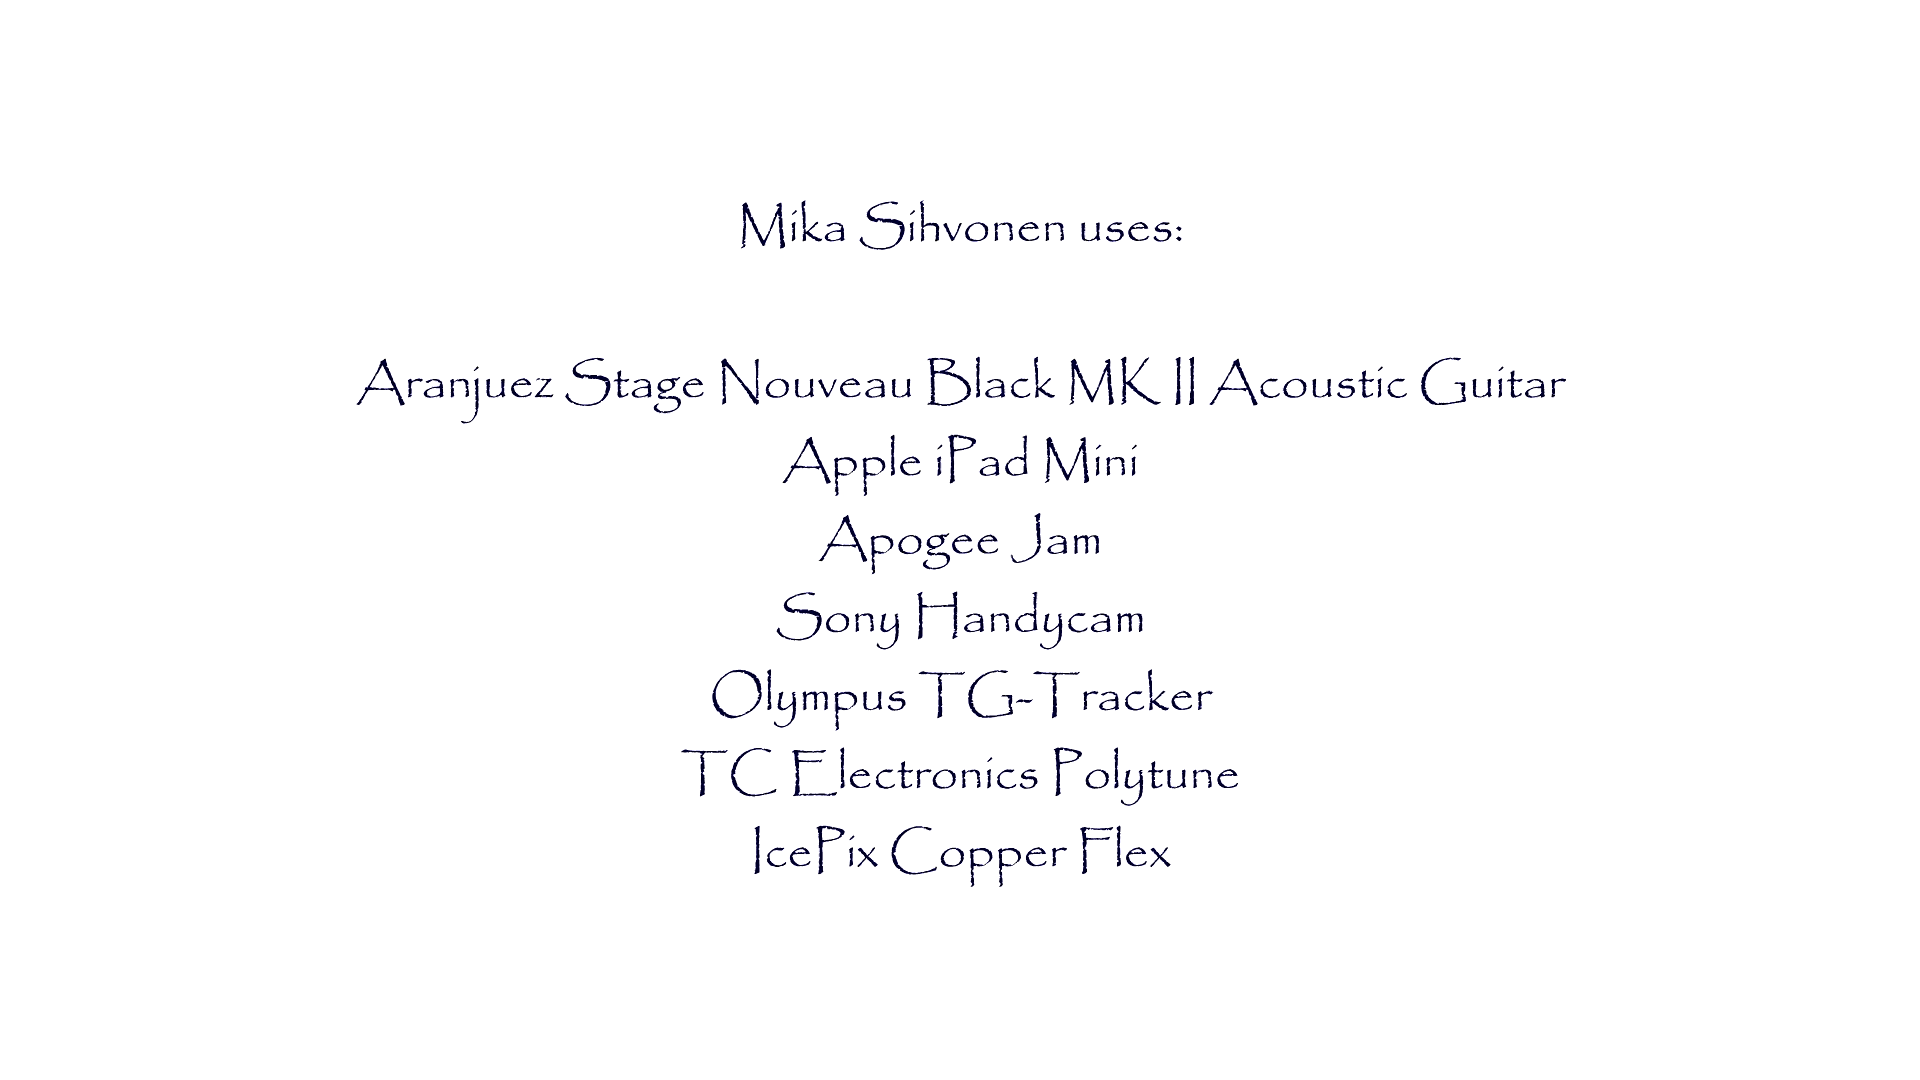 Mika Sihvonen uses:
Aranjuez Stage Nouveau Black MK II Acoustic Guitar
Apple iPad Mini
Apogee Jam
Sony Handycam
Olympus TG-Tracker
TC Electronics Polytune
IcePix Copper Flex